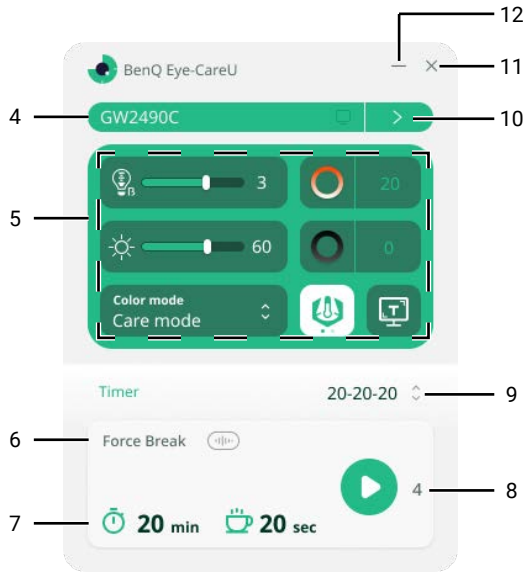 12
BenQ Eye-CareU
11
4
GW2490C
10
5
B
3
20
60
0
Color mode
Care mode
T
Timer
20-20-20
9
6
Force Break
4
8
7
20 min
20 sec